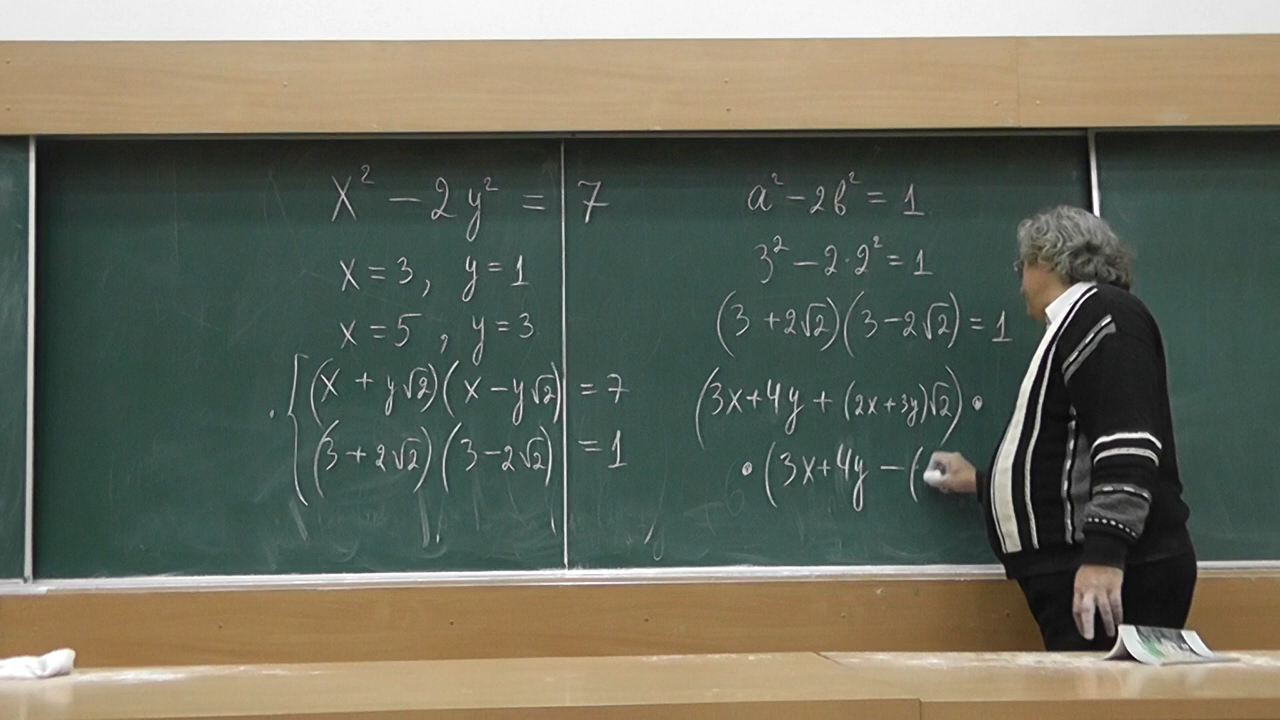 x² - 2y² = 7
x = 3, y = 1
x = 5, y = 3
(x + y√2)(x - y√2) = 7
(3 + 2√2)(3 - 2√2) = 1
a² - 2b² = 1
3² - 2·2² = 1
(3 + 2√2)(3 - 2√2) = 1
(3x + 4y + (2x + 3y)√2) •
• (3x + 4y - (